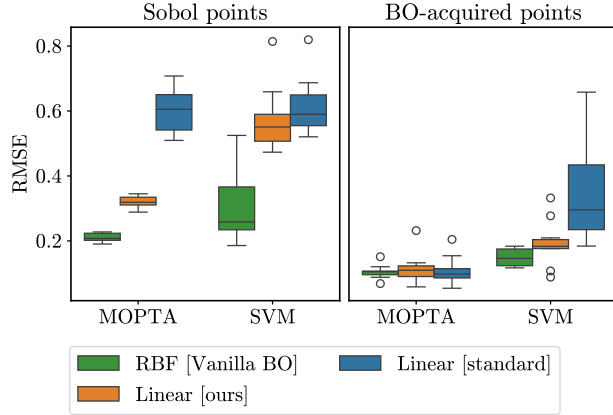 Sobol points
BO-acquired points
RMSE
0.8
0.6
0.4
0.2
MOPTA
SVM
MOPTA
SVM
RBF [Vanilla BO]
Linear [standard]
Linear [ours]